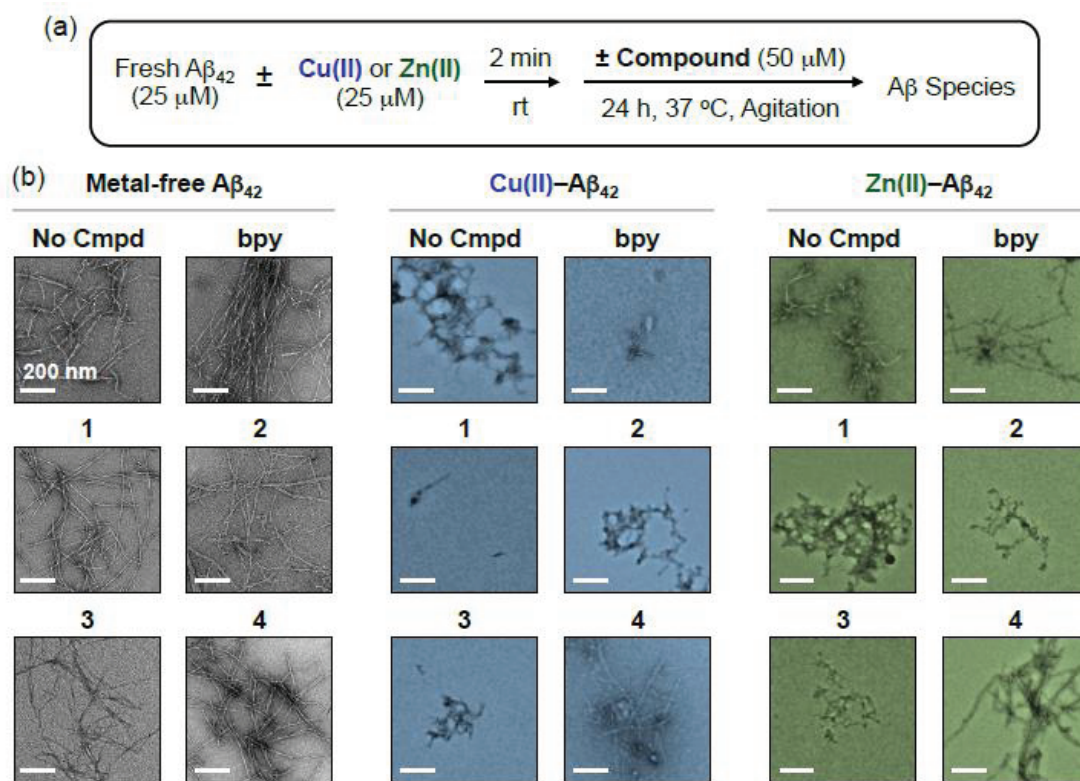 (a)
Fresh Aβ₄₂ ± Cu(II) or Zn(II) 2 min ± Compound (50 μM) Aβ Species
(25 μM) (25 μM) rt 24 h, 37 ºC, Agitation
(b)
Metal-free Aβ₄₂ Cu(II)–Aβ₄₂ Zn(II)–Aβ₄₂
No Cmpd bpy No Cmpd bpy No Cmpd bpy
200 nm
1 2 1 2 1 2
3 4 3 4 3 4